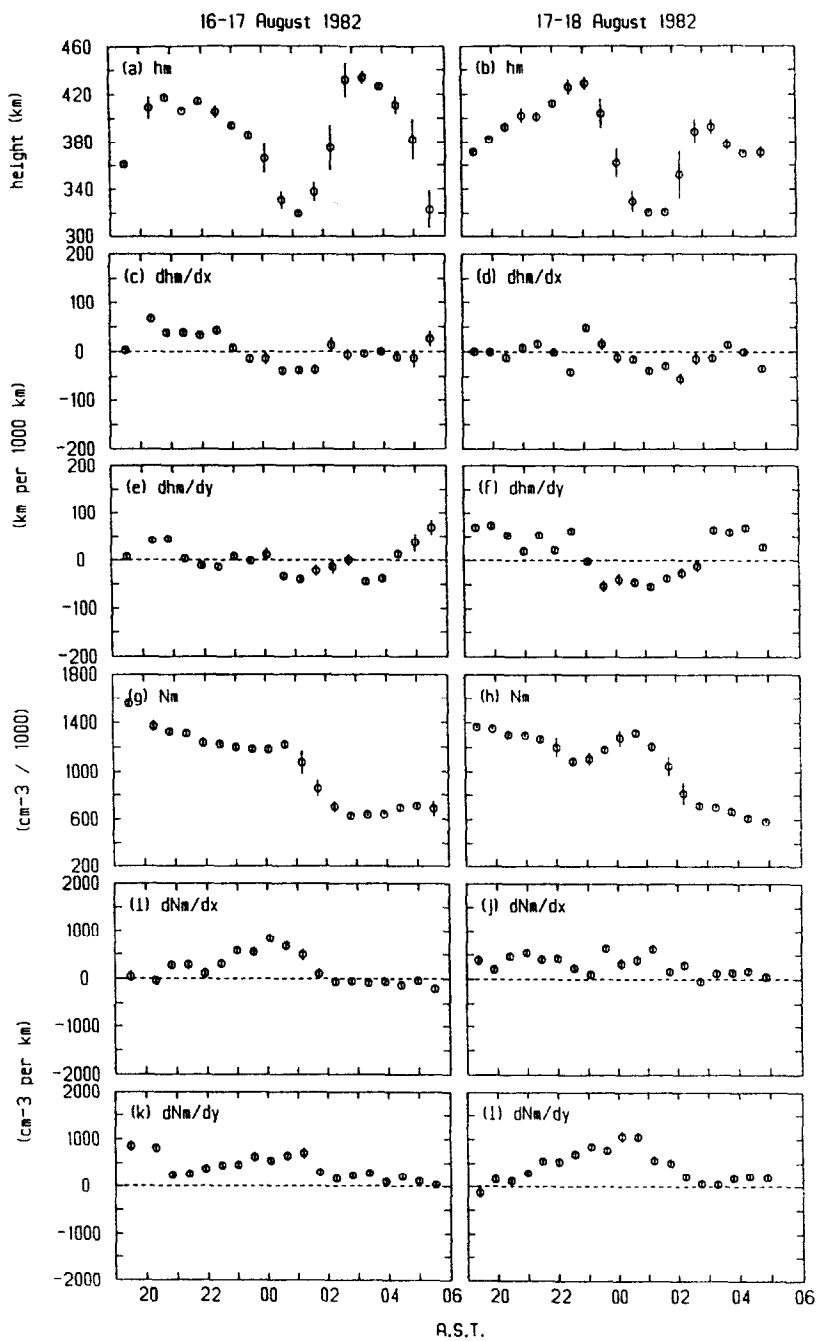 16-17 August 1982
17-18 August 1982
460
420
380
340
300
height (km)
(a) hm
(b) hm
200
100
0
-100
-200
(c) dhm/dx
(d) dhm/dx
(km per 1000 km)
200
100
0
-100
-200
(e) dhm/dy
(f) dhm/dy
1800
1400
1000
600
200
(cm-3 / 1000)
(g) Nm
(h) Nm
2000
1000
0
-1000
-2000
(i) dNm/dx
(j) dNm/dx
(cm-3 per km)
1000
0
-1000
-2000
(k) dNm/dy
(l) dNm/dy
20 22 00 02 04 06
20 22 00 02 04 06
A.S.T.